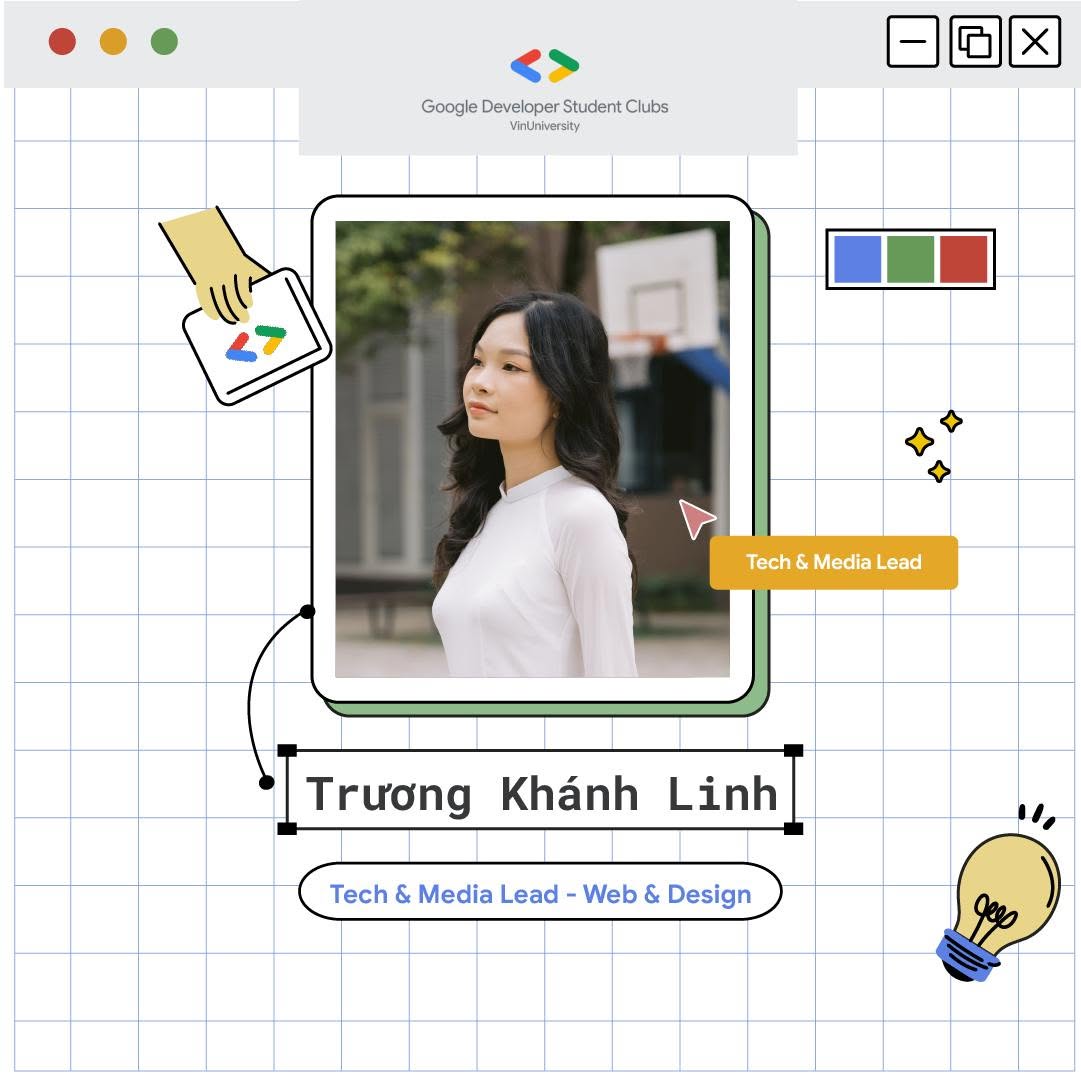 Google Developer Student Clubs
VinUniversity
Tech & Media Lead
Trương Khánh Linh
Tech & Media Lead - Web & Design